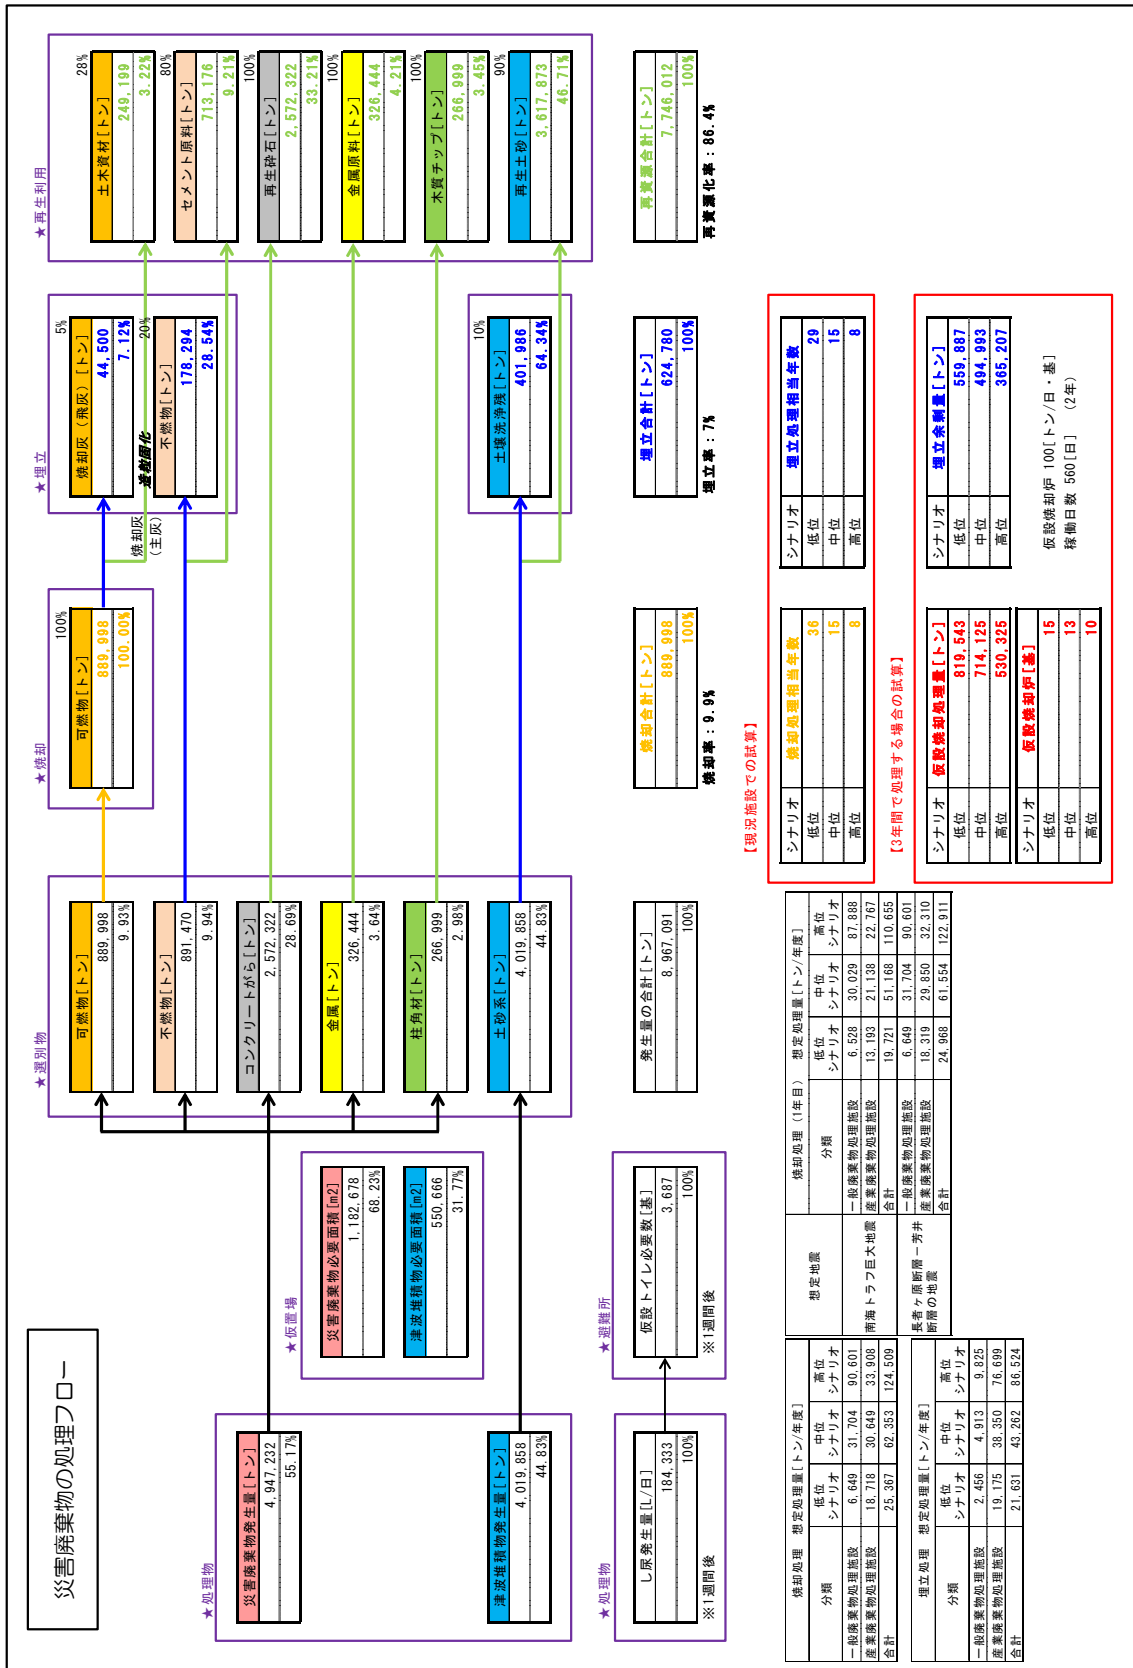 災害廃棄物の処理フロー
★処理物
災害廃棄物発生量[トン]
4,947,232
55.17%
津波堆積物発生量[トン]
4,019,858
44.83%
★処理物
し尿発生量[L/日]
184,333
100%
※1週間後
★仮置場
災害廃棄物必要面積[m2]
1,182,678
68.23%
津波堆積物必要面積[m2]
550,666
31.77%
★避難所
仮設トイレ必要数[基]
3,687
100%
※1週間後
★選別物
可燃物[トン]
889,998
9.93%
不燃物[トン]
891,470
9.94%
コンクリートがら[トン]
2,572,322
28.69%
金属[トン]
326,444
3.64%
柱角材[トン]
266,999
2.98%
土砂系[トン]
4,019,858
44.83%
発生量の合計[トン]
8,967,091
100%
★焼却
100%
可燃物[トン]
889,998
100.00%
焼却合計[トン]
889,998
100%
焼却率：9.9%
★埋立
5%
焼却灰（飛灰）[トン]
44,500
7.12%
焼却灰
（主灰）
造粒固化
20%
不燃物[トン]
178,294
28.54%
10%
土壌洗浄残[トン]
401,986
64.34%
埋立合計[トン]
624,780
100%
埋立率：7%
★再生利用
28%
土木資材[トン]
249,199
3.22%
80%
セメント原料[トン]
713,176
9.21%
100%
再生砕石[トン]
2,572,322
33.21%
100%
金属原料[トン]
326,444
4.21%
100%
木質チップ[トン]
266,999
3.45%
90%
再生土砂[トン]
3,617,873
46.71%
再資源合計[トン]
7,746,012
100%
再資源化率：86.4%
焼却処理 想定処理量[トン/年度]
分類 低位シナリオ 中位シナリオ 高位シナリオ
一般廃棄物処理施設 6,649 31,704 90,601
産業廃棄物処理施設 18,718 30,649 33,908
合計 25,367 62,353 124,509
埋立処理 想定処理量[トン/年度]
分類 低位シナリオ 中位シナリオ 高位シナリオ
一般廃棄物処理施設 2,456 4,913 9,825
産業廃棄物処理施設 19,175 38,350 76,699
合計 21,631 43,262 86,524
想定地震 焼却処理（1年目） 想定処理量[トン/年度]
分類 低位シナリオ 中位シナリオ 高位シナリオ
南海トラフ巨大地震 一般廃棄物処理施設 6,528 30,029 87,888
産業廃棄物処理施設 13,193 21,138 22,767
合計 19,721 51,168 110,655
長者ヶ原断層－芳井断層の地震 一般廃棄物処理施設 6,649 31,704 90,601
産業廃棄物処理施設 18,319 29,850 32,310
合計 24,968 61,554 122,911
【現況施設での試算】
シナリオ 焼却処理相当年数
低位 36
中位 15
高位 8
シナリオ 埋立処理相当年数
低位 29
中位 15
高位 8
【3年間で処理する場合の試算】
シナリオ 仮設焼却処理量[トン]
低位 819,543
中位 714,125
高位 530,325
シナリオ 仮設焼却炉[基]
低位 15
中位 13
高位 10
シナリオ 埋立余剰量[トン]
低位 559,887
中位 494,993
高位 365,207
仮設焼却炉 100[トン/日・基]
稼働日数 560[日] （2年）